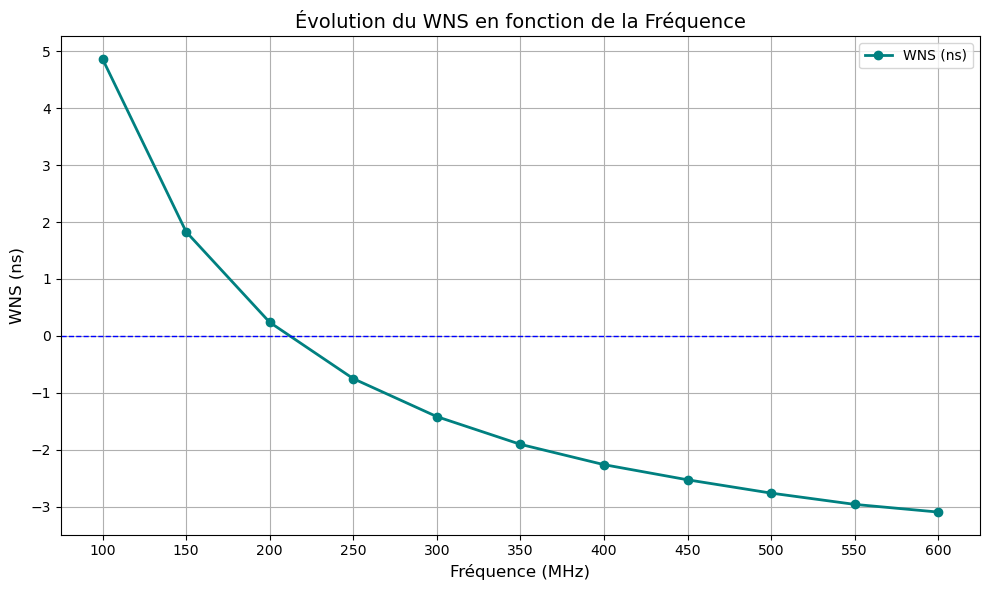 Évolution du WNS en fonction de la Fréquence
WNS (ns)
5
4
3
2
1
0
−1
−2
−3
WNS (ns)
100 150 200 250 300 350 400 450 500 550 600
Fréquence (MHz)